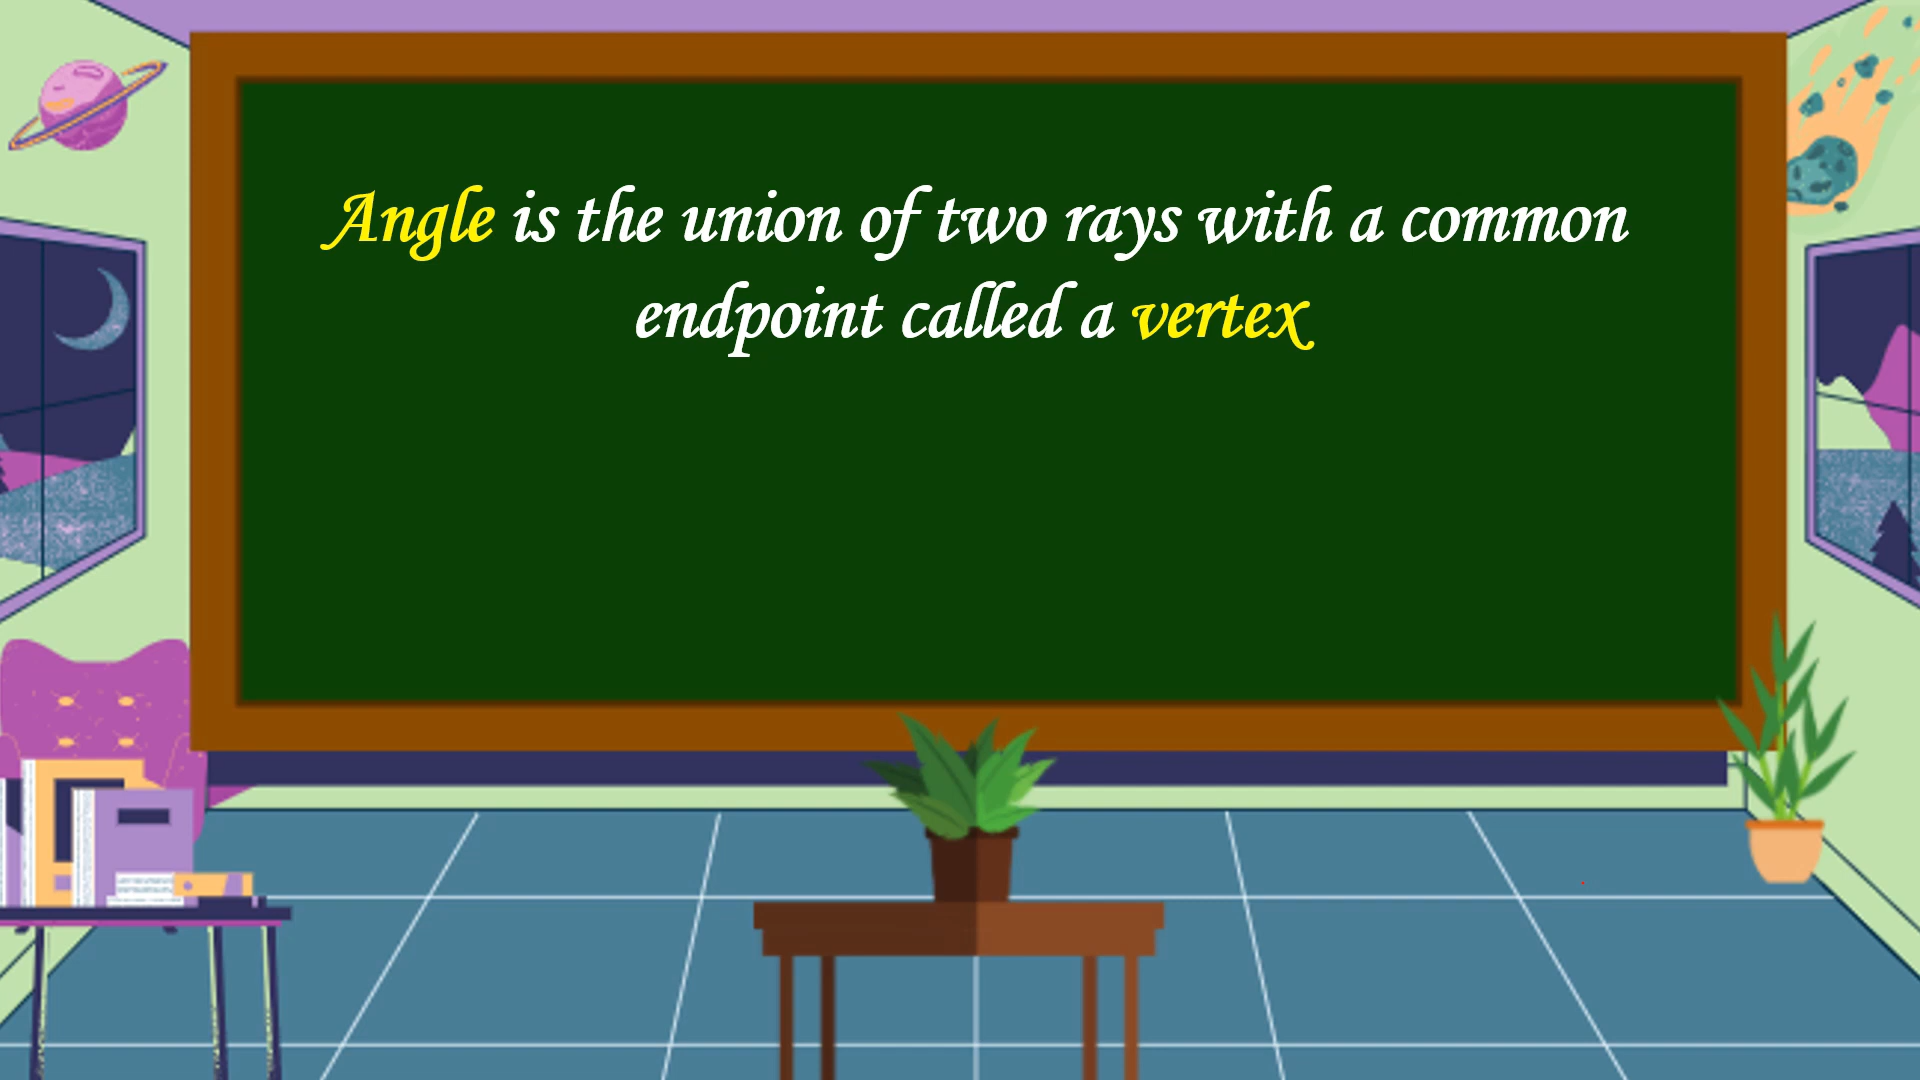 Angle is the union of two rays with a common
endpoint called a vertex